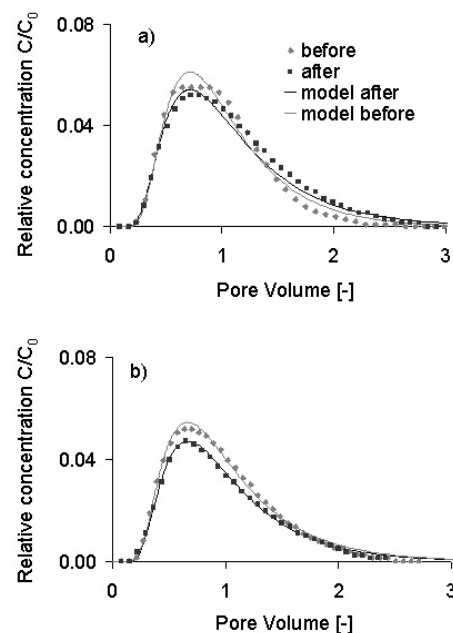 0.08
a)
before
after
model after
model before
Relative concentration C/C₀
0.04
0.00
0 1 2 3
Pore Volume [-]
0.08
b)
Relative concentration C/C₀
0.04
0.00
0 1 2 3
Pore Volume [-]